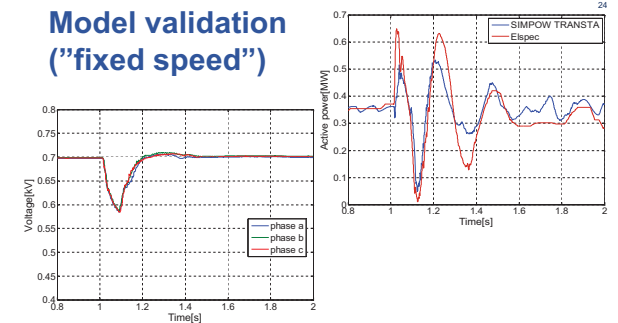 24
Model validation
("fixed speed")
0.8
0.75
0.7
0.65
0.6
0.55
0.5
0.45
0.4
Voltage[kV]
0.8 1 1.2 1.4 1.6 1.8 2
Time[s]
phase a
phase b
phase c
0.7
0.6
0.5
0.4
0.3
0.2
0.1
0
Active power[MW]
0.8 1 1.2 1.4 1.6 1.8 2
Time[s]
SIMPOW TRANSTA
Elspec